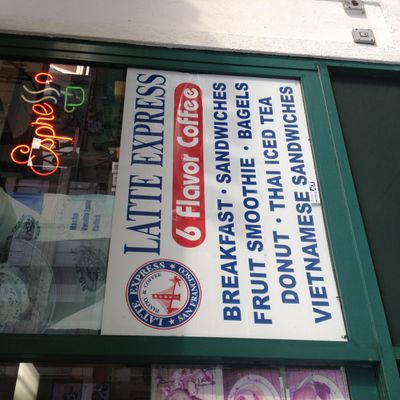 Espresso
LATTE EXPRESS
6 Flavor Coffee
BREAKFAST · SANDWICHES
FRUIT SMOOTHIE · BAGELS
DONUT · THAI ICED TEA
VIETNAMESE SANDWICHES
LATTE EXPRESS
SAN FRANCISCO